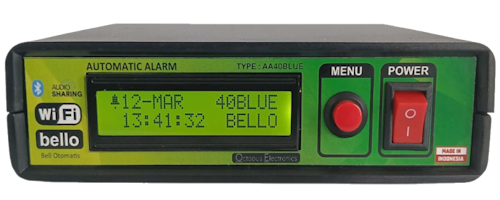 AUTOMATIC ALARM TYPE : AA40BLUE
AUDIO
SHARING
WiFi
bello
Bell Otomatis
12-MAR 40BLUE
13:41:32 BELLO
Octopus Electronics
MENU
POWER
I
MADE IN
INDONESIA